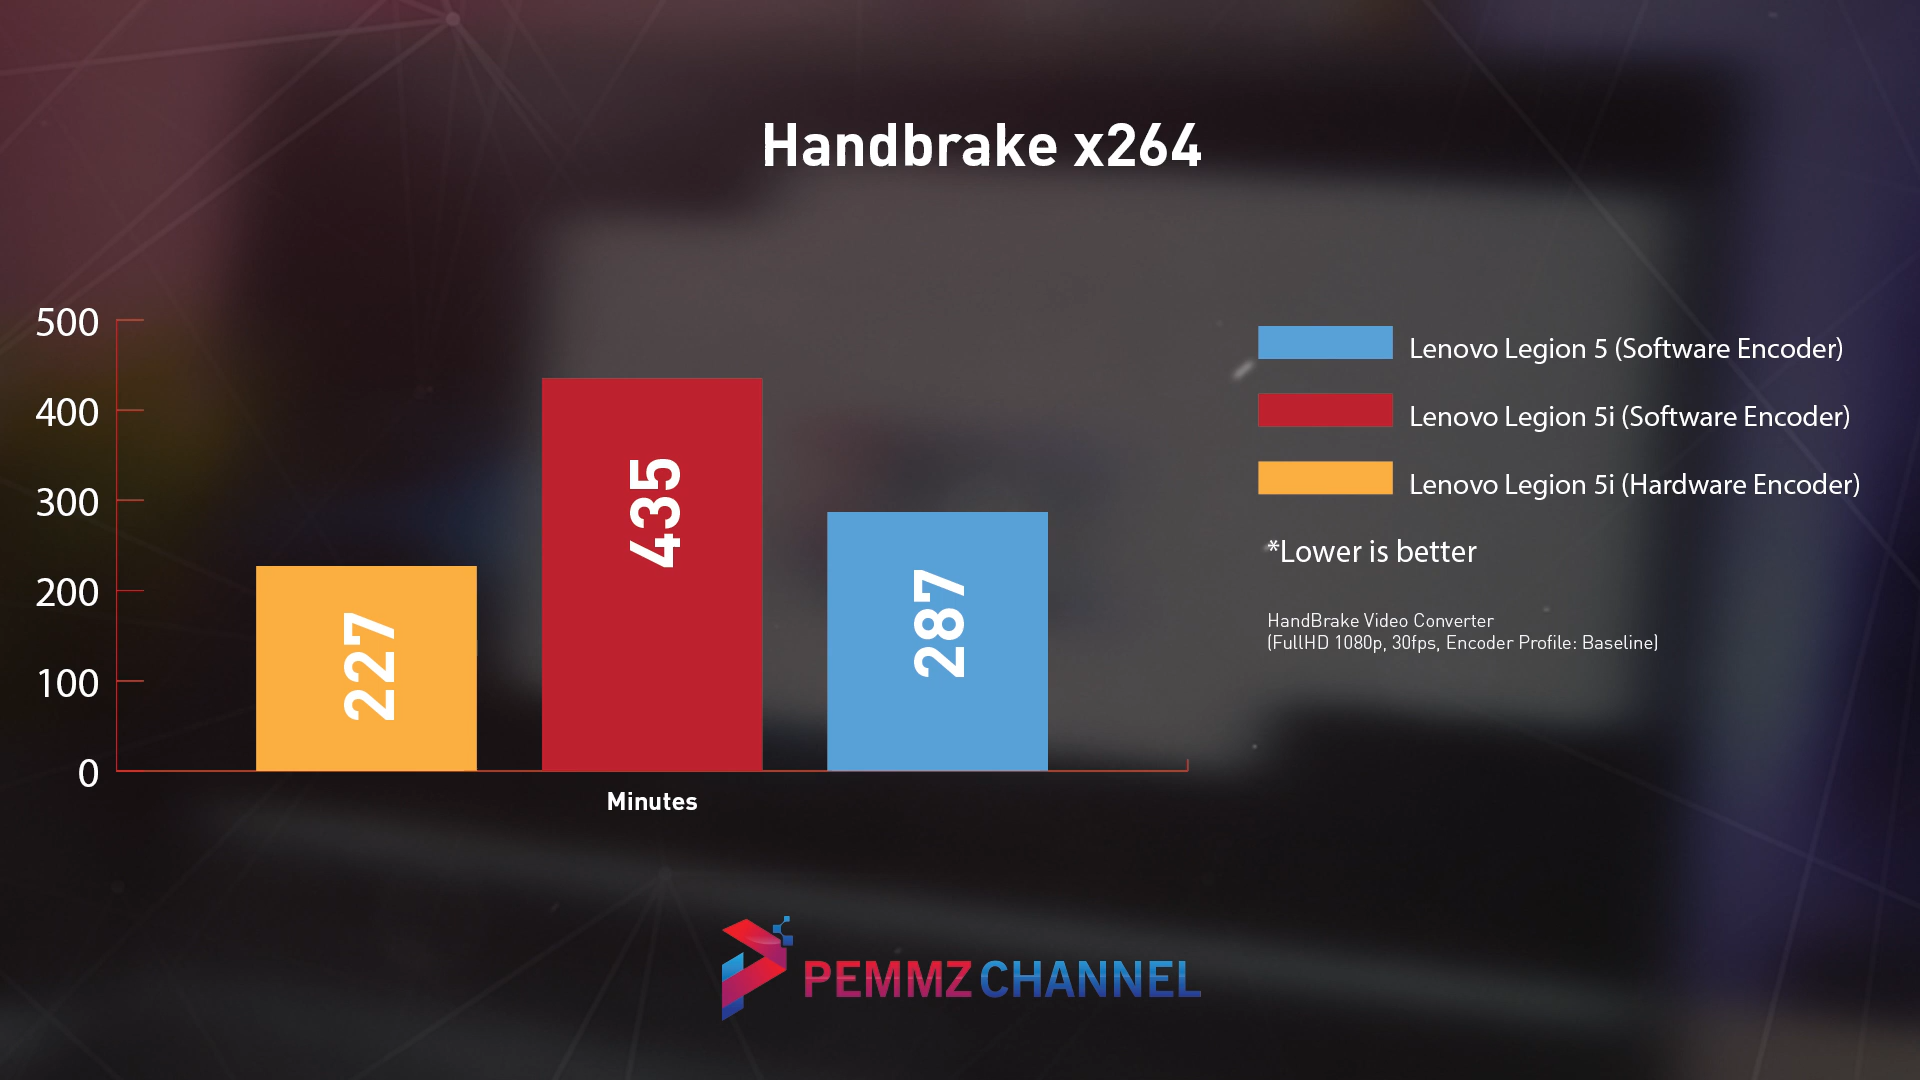 Handbrake x264
500
400
300
200
100
0
227
435
287
Minutes
Lenovo Legion 5 (Software Encoder)
Lenovo Legion 5i (Software Encoder)
Lenovo Legion 5i (Hardware Encoder)
*Lower is better
HandBrake Video Converter
(FullHD 1080p, 30fps, Encoder Profile: Baseline)
PEMMZ CHANNEL